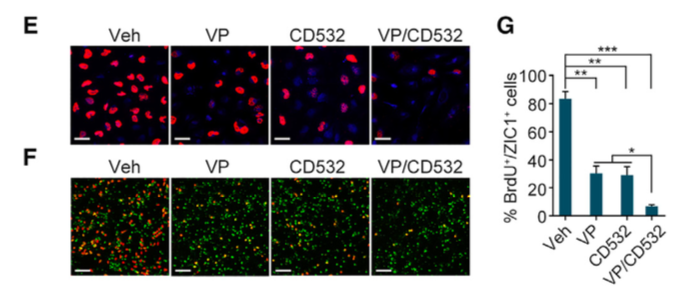 E
Veh VP CD532 VP/CD532
F
Veh VP CD532 VP/CD532
G
% BrdU⁺/ZIC1⁺ cells
100
80
60
40
20
0
***
**
**
*
Veh
VP
CD532
VP/CD532